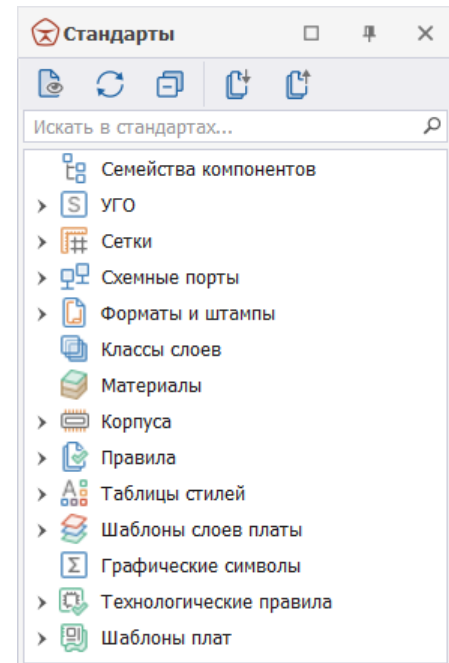 Стандарты
Искать в стандартах...
Семейства компонентов
УГО
Сетки
Схемные порты
Форматы и штампы
Классы слоев
Материалы
Корпуса
Правила
Таблицы стилей
Шаблоны слоев платы
Графические символы
Технологические правила
Шаблоны плат